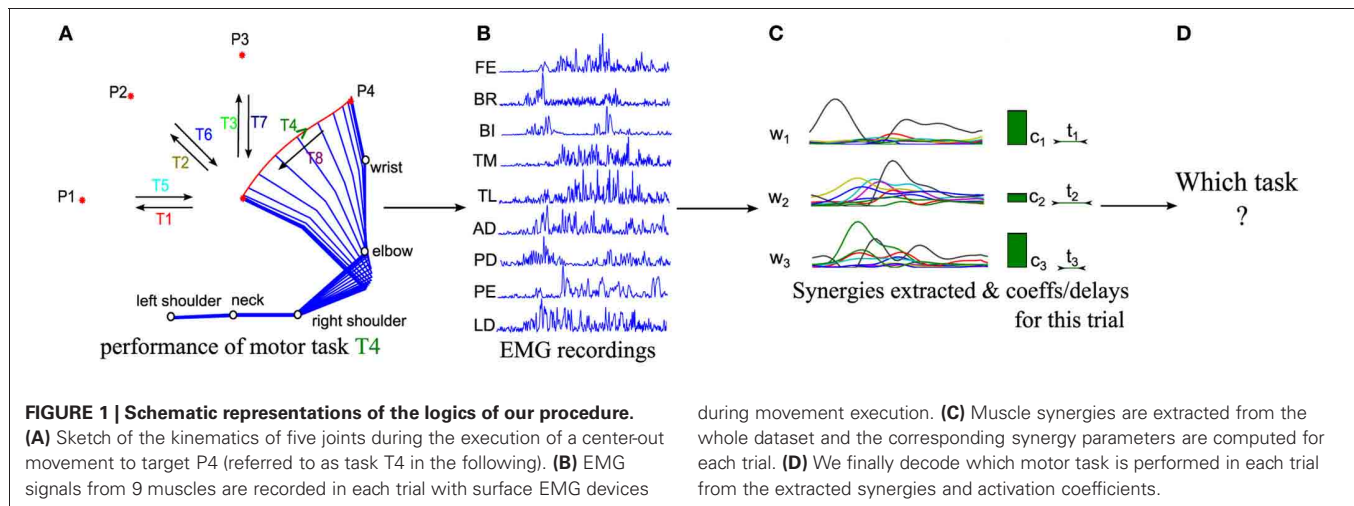 A
B
C
D
P3
P2
P4
P1
T6
T2
T3
T7
T4
T8
T5
T1
wrist
elbow
left shoulder
neck
right shoulder
performance of motor task T4
FE
BR
BI
TM
TL
AD
PD
PE
LD
EMG recordings
w1
c1
t1
w2
c2
t2
w3
c3
t3
Synergies extracted & coeffs/delays
for this trial
Which task
?
FIGURE 1 | Schematic representations of the logics of our procedure.
(A) Sketch of the kinematics of five joints during the execution of a center-out
movement to target P4 (referred to as task T4 in the following). (B) EMG
signals from 9 muscles are recorded in each trial with surface EMG devices
during movement execution. (C) Muscle synergies are extracted from the
whole dataset and the corresponding synergy parameters are computed for
each trial. (D) We finally decode which motor task is performed in each trial
from the extracted synergies and activation coefficients.